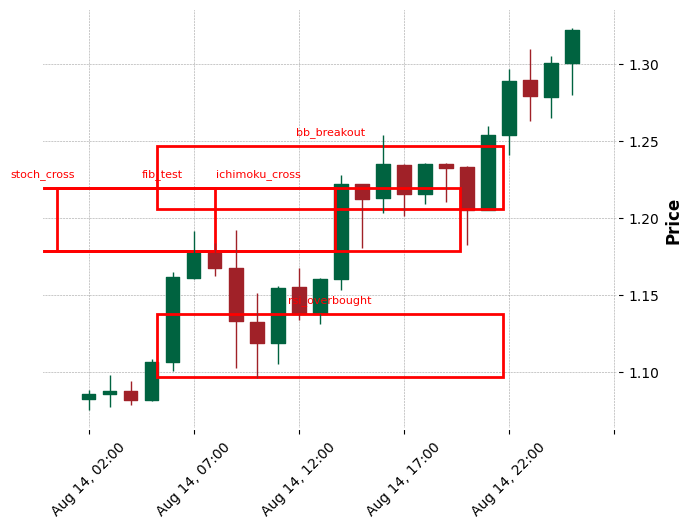 bb_breakout
stoch_cross
fib_test
ichimoku_cross
1.30
1.25
1.20
1.15
1.10
Price
Aug 14, 02:00
Aug 14, 07:00
Aug 14, 12:00
Aug 14, 17:00
Aug 14, 22:00